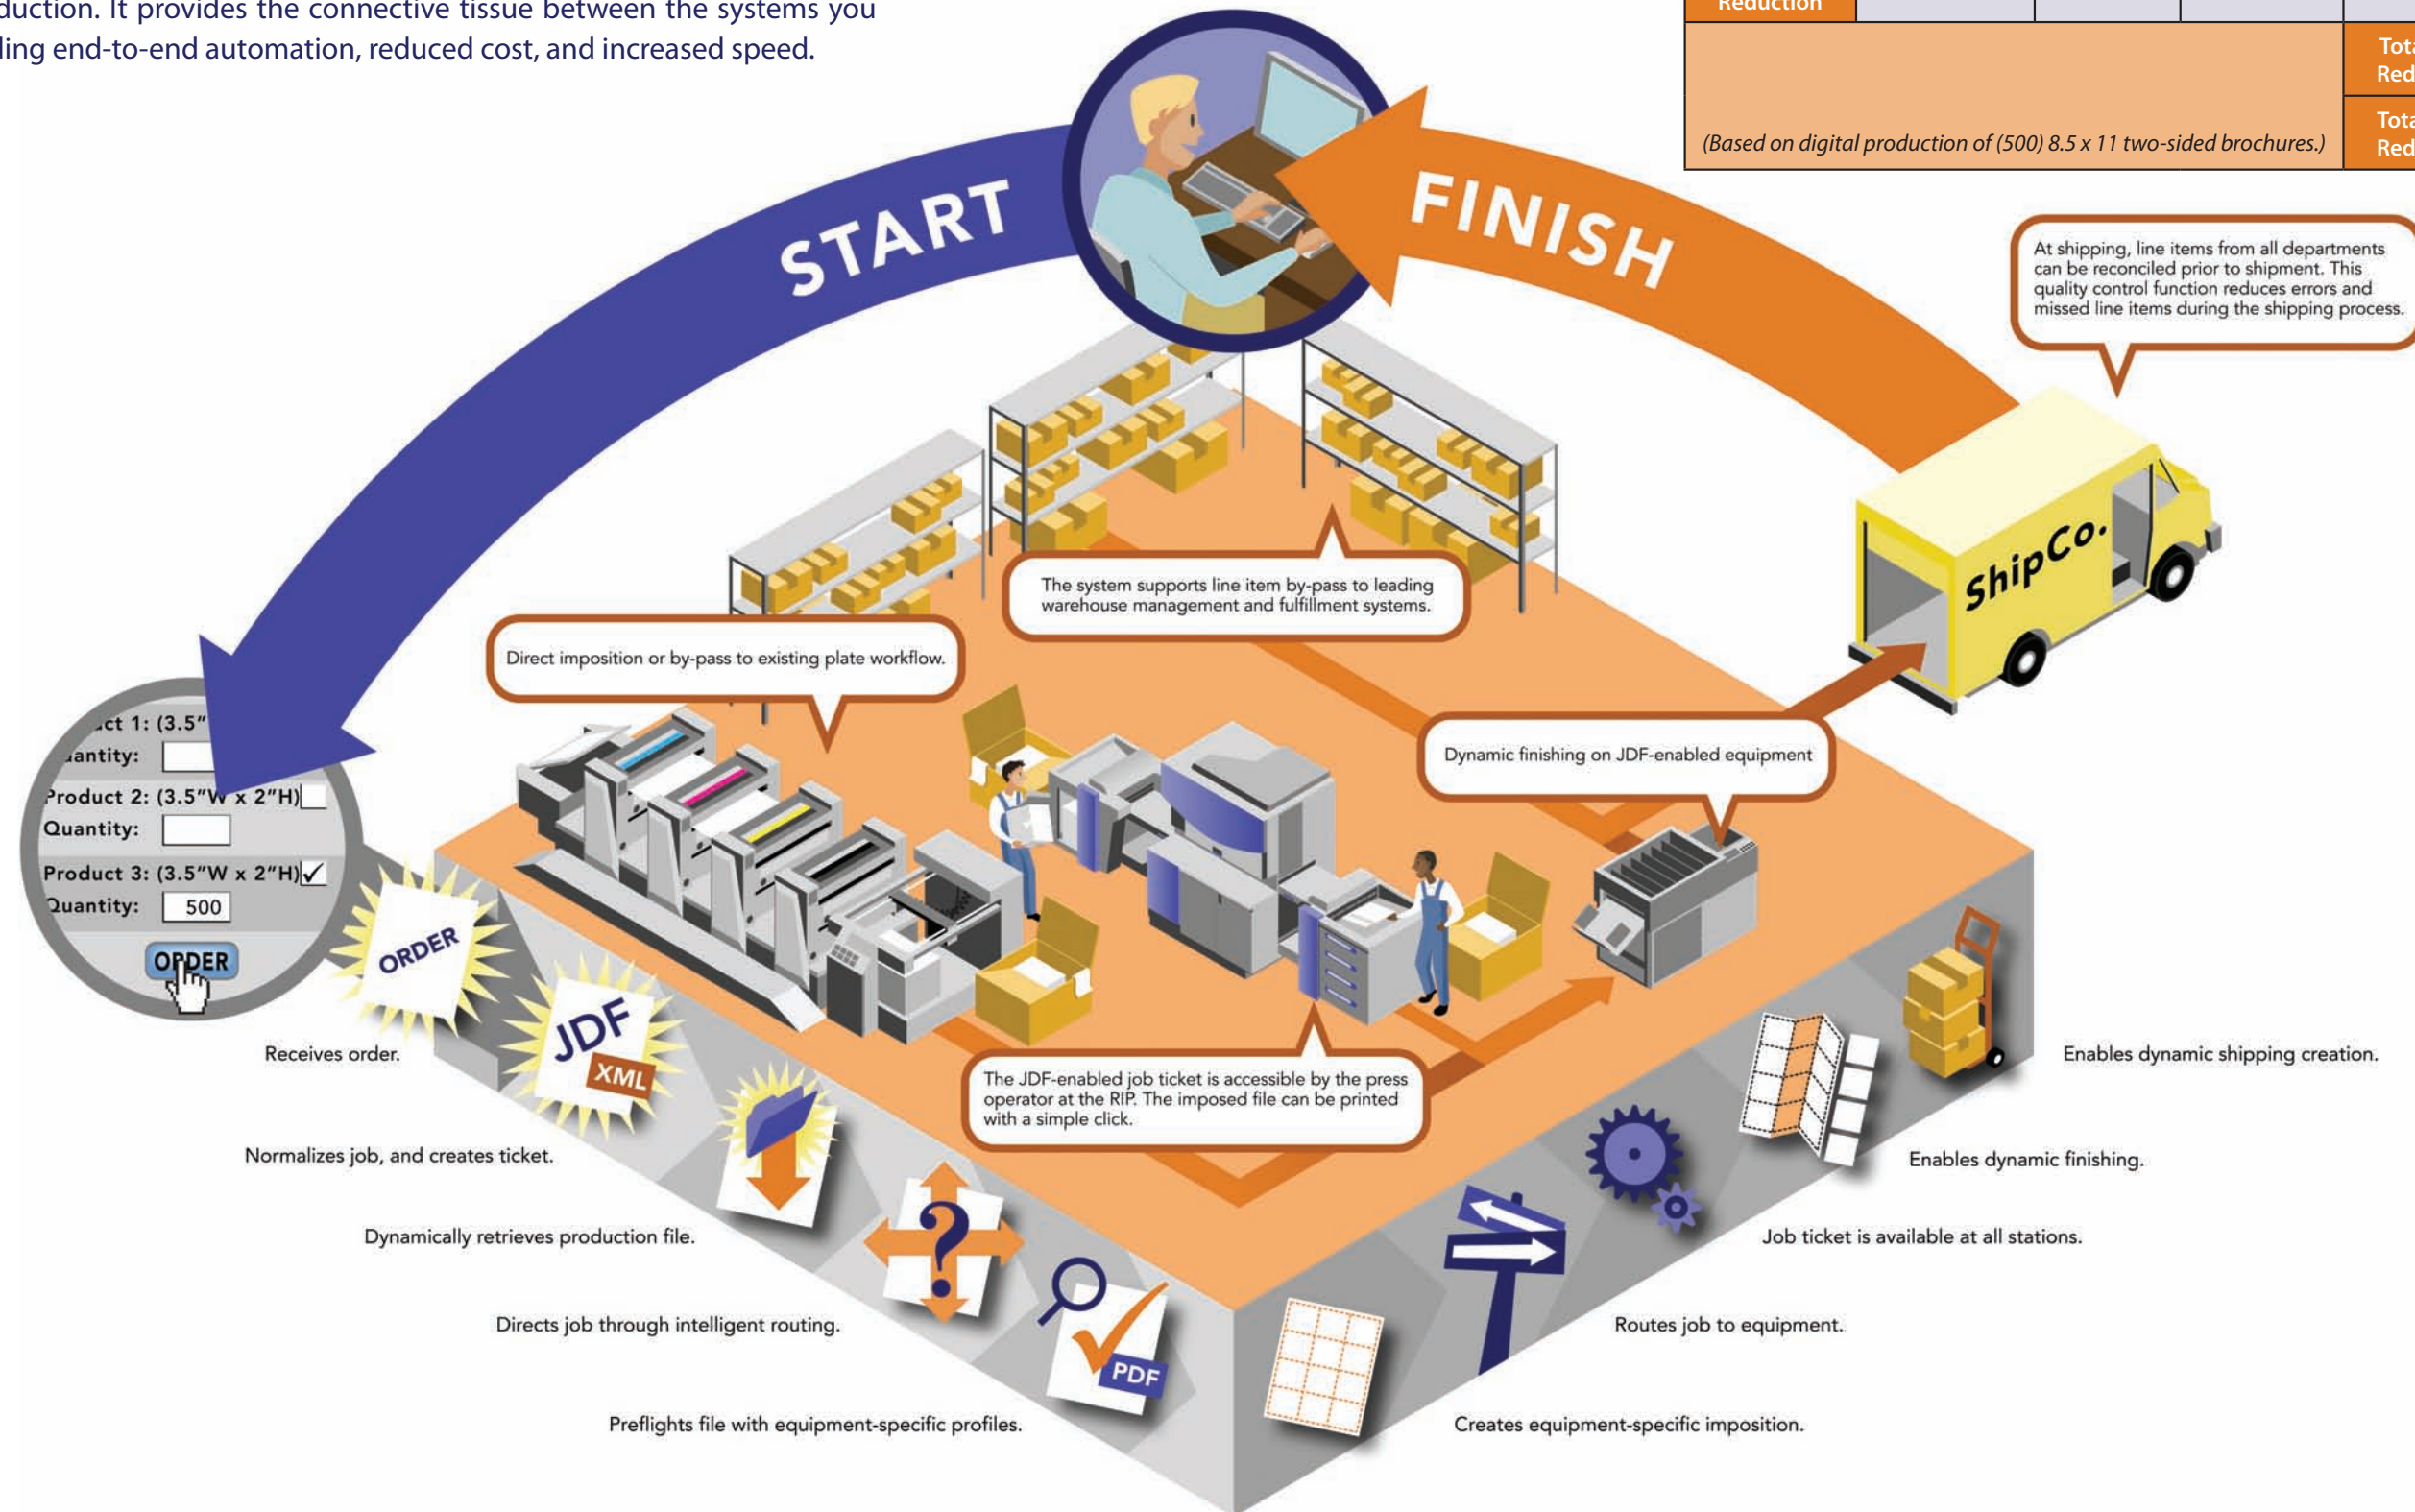 It provides the connective tissue between the systems you
end-to-end automation, reduced cost, and increased speed.
Reduction
(Based on digital production of (500) 8.5 x 11 two-sided brochures.)
START
FINISH
At shipping, line items from all departments
can be reconciled prior to shipment. This
quality control function reduces errors and
missed line items during the shipping process.
ShipCo.
The system supports line item by-pass to leading
warehouse management and fulfillment systems.
Direct imposition or by-pass to existing plate workflow.
Dynamic finishing on JDF-enabled equipment
1: (3.5"
Product 2: (3.5"W x 2"H)
Quantity:
Product 3: (3.5"W x 2"H)
Quantity: 500
ORDER
ORDER
JDF
XML
The JDF-enabled job ticket is accessible by the press
operator at the RIP. The imposed file can be printed
with a simple click.
Receives order.
Normalizes job, and creates ticket.
Dynamically retrieves production file.
Directs job through intelligent routing.
?
PDF
Preflights file with equipment-specific profiles.
Creates equipment-specific imposition.
Routes job to equipment.
Job ticket is available at all stations.
Enables dynamic finishing.
Enables dynamic shipping creation.